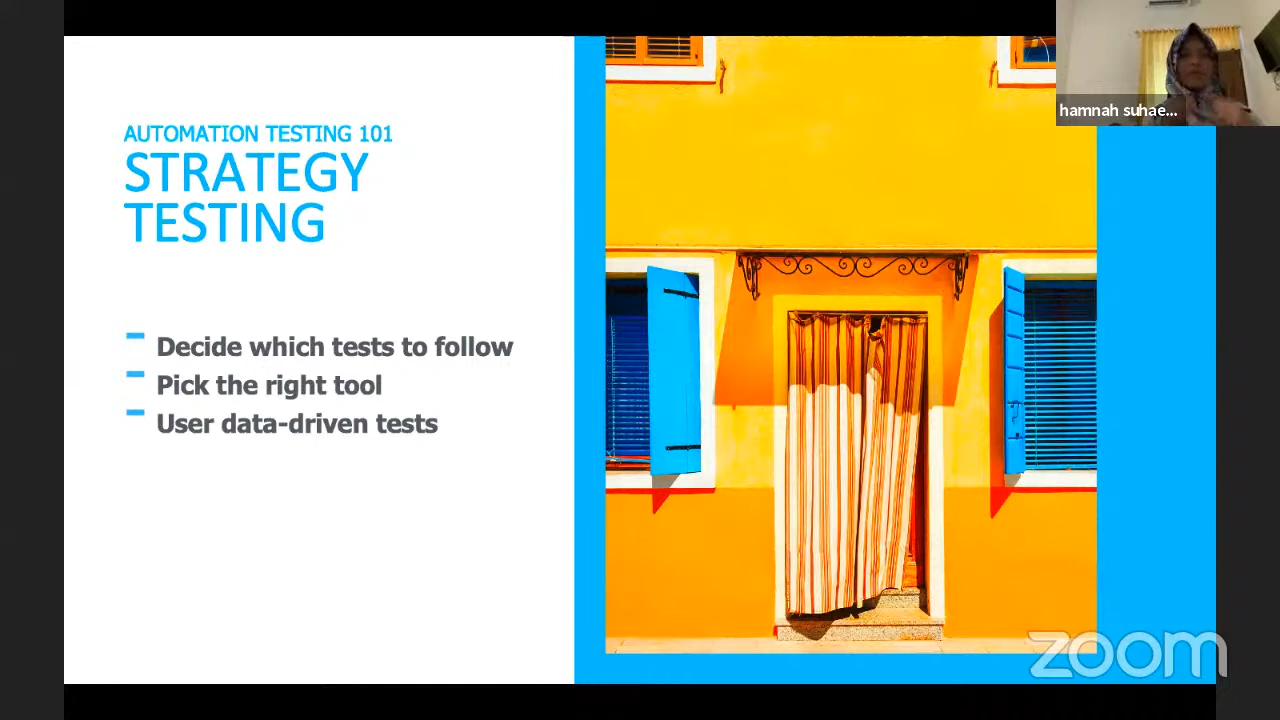 AUTOMATION TESTING 101
STRATEGY
TESTING
Decide which tests to follow
Pick the right tool
User data-driven tests
hamnah suhae...
zoom